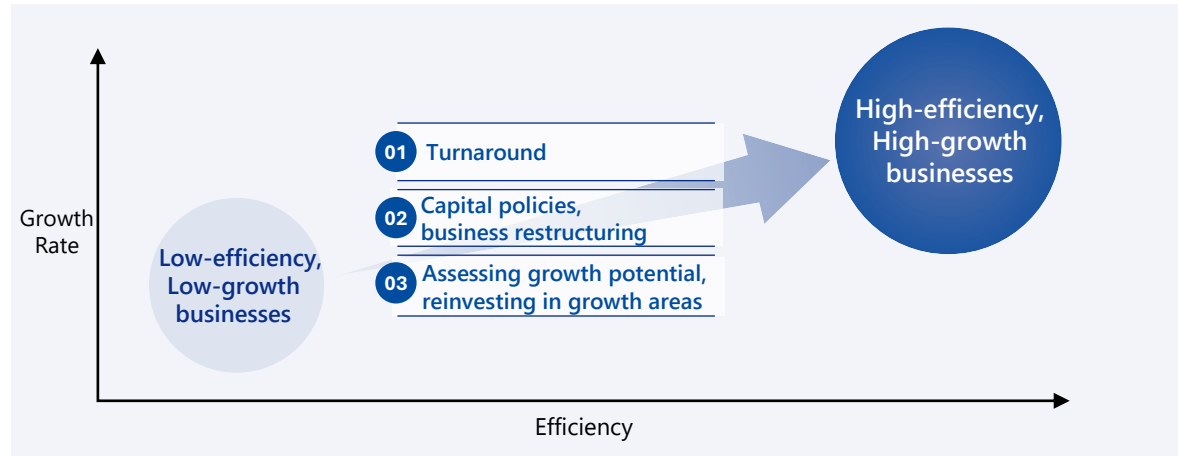 Growth
Rate
Low-efficiency,
Low-growth
businesses
01 Turnaround
02 Capital policies,
business restructuring
03 Assessing growth potential,
reinvesting in growth areas
High-efficiency,
High-growth
businesses
Efficiency